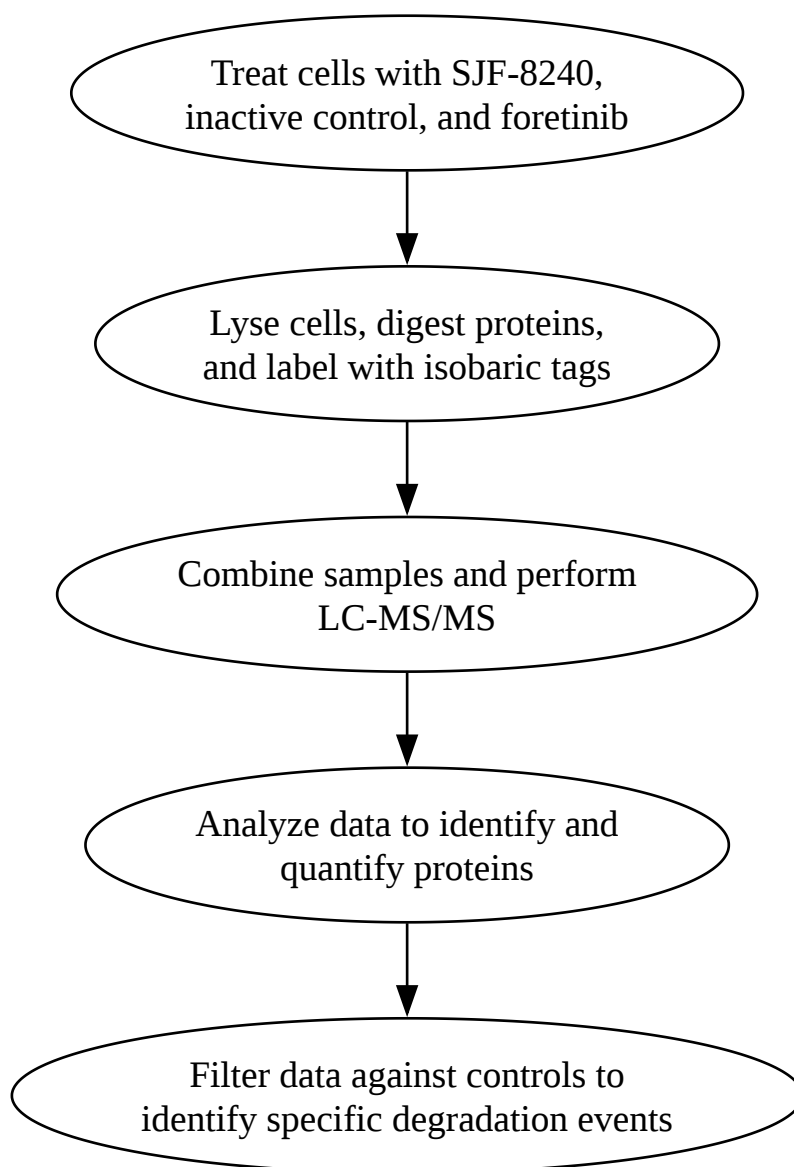 Treat cells with SJF-8240,
inactive control, and foretinib
Lyse cells, digest proteins,
and label with isobaric tags
Combine samples and perform
LC-MS/MS
Analyze data to identify and
quantify proteins
Filter data against controls to
identify specific degradation events